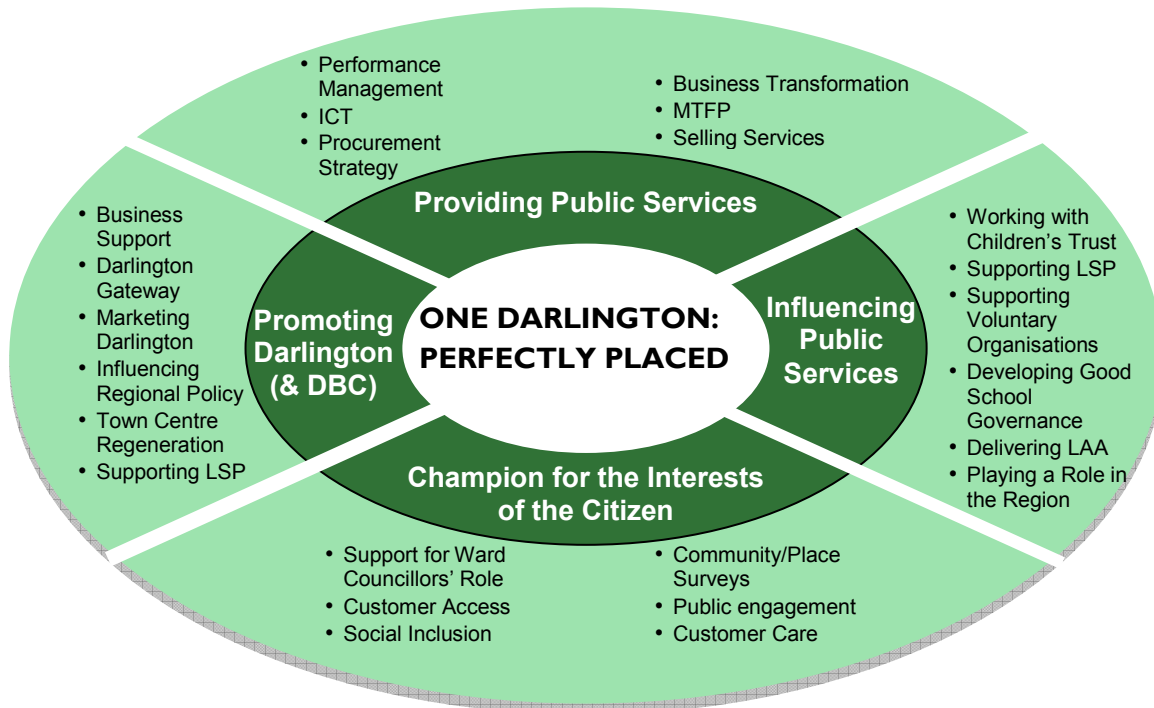 • Performance
Management
• ICT
• Procurement
Strategy
• Business Transformation
• MTFP
• Selling Services
Providing Public Services
• Business
Support
• Darlington
Gateway
• Marketing
Darlington
• Influencing
Regional Policy
• Town Centre
Regeneration
• Supporting LSP
Promoting
Darlington
(& DBC)
ONE DARLINGTON:
PERFECTLY PLACED
Influencing
Public
Services
• Working with
Children's Trust
• Supporting LSP
• Supporting
Voluntary
Organisations
• Developing Good
School
Governance
• Delivering LAA
• Playing a Role in
the Region
Champion for the Interests
of the Citizen
• Support for Ward
Councillors' Role
• Customer Access
• Social Inclusion
• Community/Place
Surveys
• Public engagement
• Customer Care